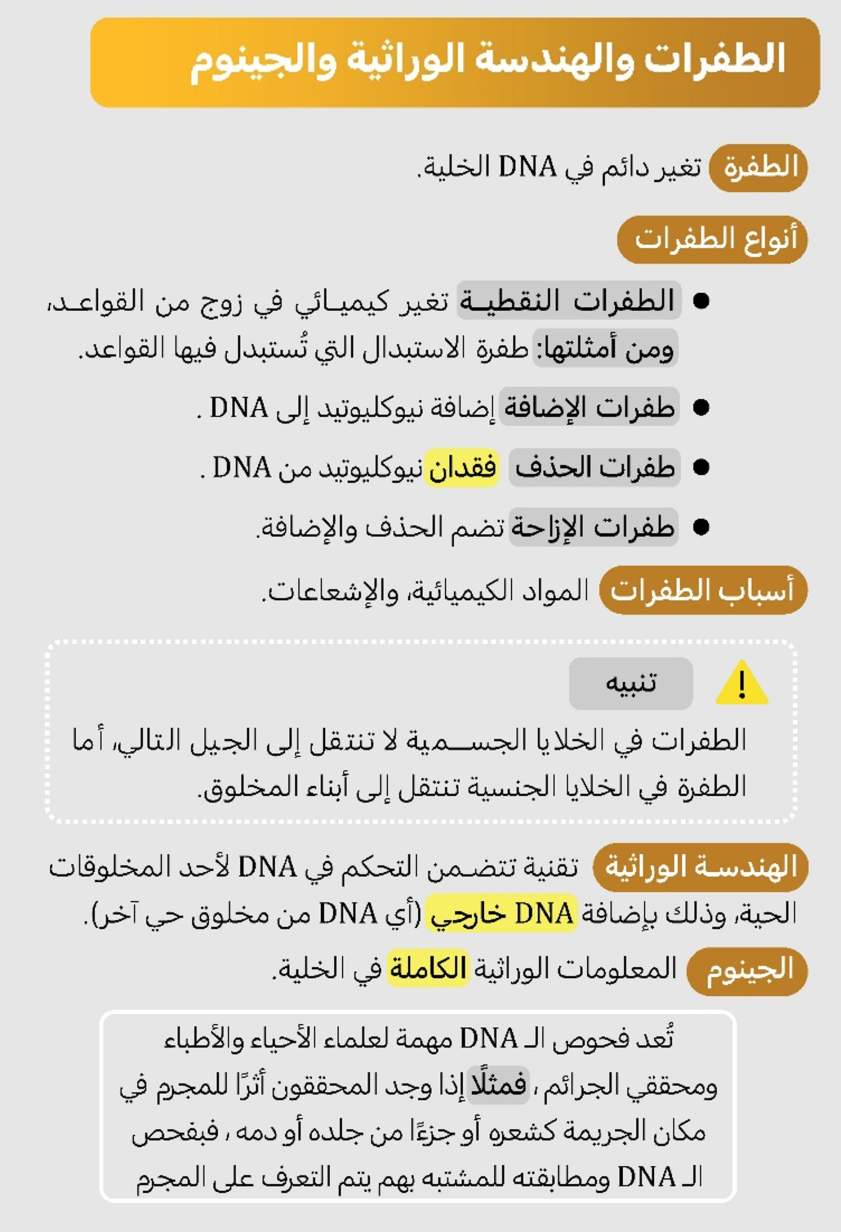 الطفرات والهندسة الوراثية والجينوم
الطفرة تغير دائم في DNA الخلية.
أنواع الطفرات
● الطفرات النقطيـة تغير كيميـائي في زوج من القواعـد،
ومن أمثلتها: طفرة الاستبدال التي تُستبدل فيها القواعد.
● طفرات الإضافة إضافة نيوكليوتيد إلى DNA .
● طفرات الحذف فقدان نيوكليوتيد من DNA .
● طفرات الإزاحة تضم الحذف والإضافة.
أسباب الطفرات المواد الكيميائية، والإشعاعات.
! تنبيه
الطفرات في الخلايا الجسـمية لا تنتقل إلى الجيل التالي، أما
الطفرة في الخلايا الجنسية تنتقل إلى أبناء المخلوق.
الهندسـة الوراثية تقنية تتضـمن التحكم في DNA لأحد المخلوقات
الحية، وذلك بإضافة DNA خارجي (أي DNA من مخلوق حي آخر).
الجينوم المعلومات الوراثية الكاملة في الخلية.
تُعد فحوص الـ DNA مهمة لعلماء الأحياء والأطباء
ومحققي الجرائم ، فمثلًا إذا وجد المحققون أثرًا للمجرم في
مكان الجريمة كشعره أو جزءًا من جلده أو دمه ، فبفحص
الـ DNA ومطابقته للمشتبه بهم يتم التعرف على المجرم